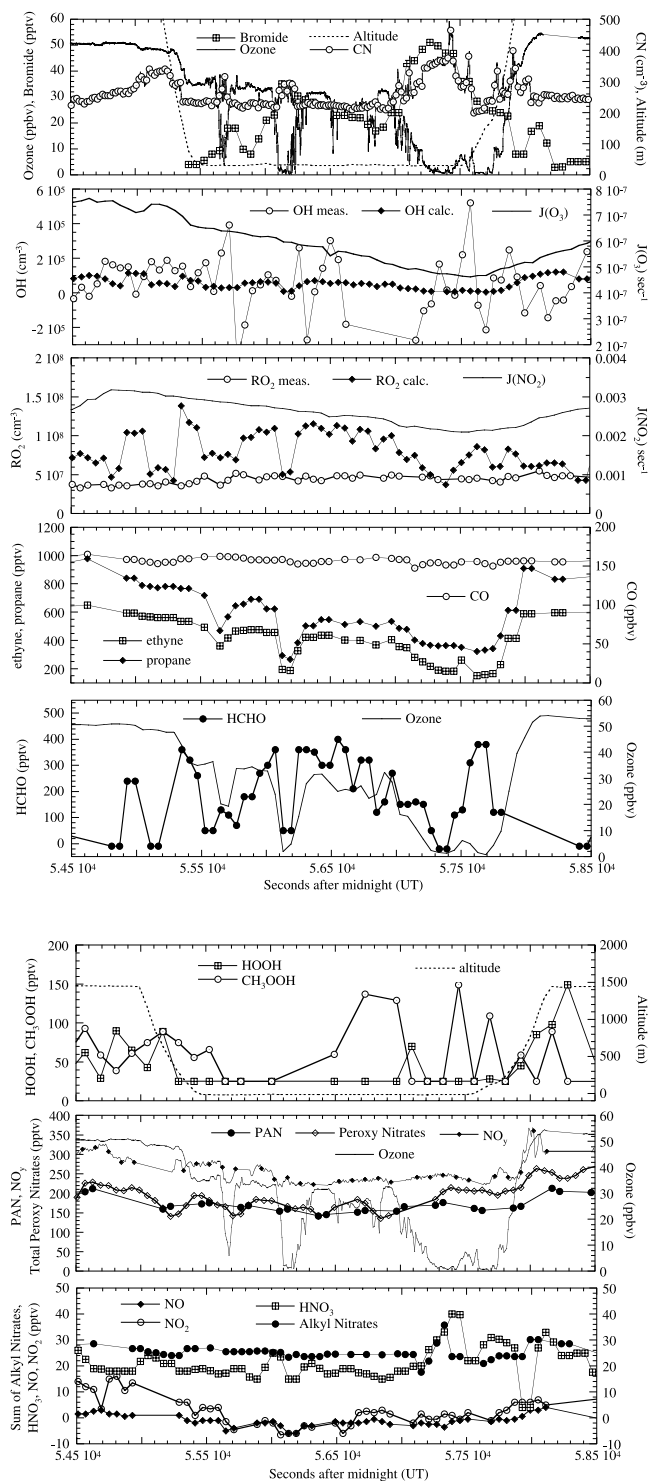 60 500
50 400
40 300
30 200
20 100
10 0
0
Ozone (ppbv), Bromide (pptv)
CN (cm-3), Altitude (m)
Bromide Altitude
Ozone CN
6 10⁵ 8 10⁻⁷
4 10⁵ 7 10⁻⁷
2 10⁵ 6 10⁻⁷
0 5 10⁻⁷
-2 10⁵ 4 10⁻⁷
3 10⁻⁷
2 10⁻⁷
OH (cm⁻³)
J(O₃) sec⁻¹
OH meas. OH calc. J(O₃)
2 10⁸ 0.004
1.5 10⁸ 0.003
1 10⁸ 0.002
5 10⁷ 0.001
0 0
RO₂ (cm⁻³)
J(NO₂) sec⁻¹
RO₂ meas. RO₂ calc. J(NO₂)
1200 200
1000 150
800 100
600 50
400 0
200
ethyne, propane (pptv)
CO (ppbv)
CO
ethyne
propane
500 60
400 50
300 40
200 30
100 20
0 10
0
HCHO (pptv)
Ozone (ppbv)
HCHO Ozone
5.45 10⁴ 5.55 10⁴ 5.65 10⁴ 5.75 10⁴ 5.85 10⁴
Seconds after midnight (UT)
200 2000
150 1500
100 1000
50 500
0 0
HOOH, CH₃OOH (pptv)
Altitude (m)
HOOH altitude
CH₃OOH
400 60
350 50
300 40
250 30
200 20
150 10
100 0
50
0
PAN, NOy
Total Peroxy Nitrates (pptv)
Ozone (ppbv)
PAN Peroxy Nitrates NOy
Ozone
50 50
40 40
30 30
20 20
10 10
0 0
-10 -10
Sum of Alkyl Nitrates,
HNO₃, NO, NO₂ (pptv)
NO HNO₃
NO₂ Alkyl Nitrates
5.45 10⁴ 5.55 10⁴ 5.65 10⁴ 5.75 10⁴ 5.85 10⁴
Seconds after midnight (UT)